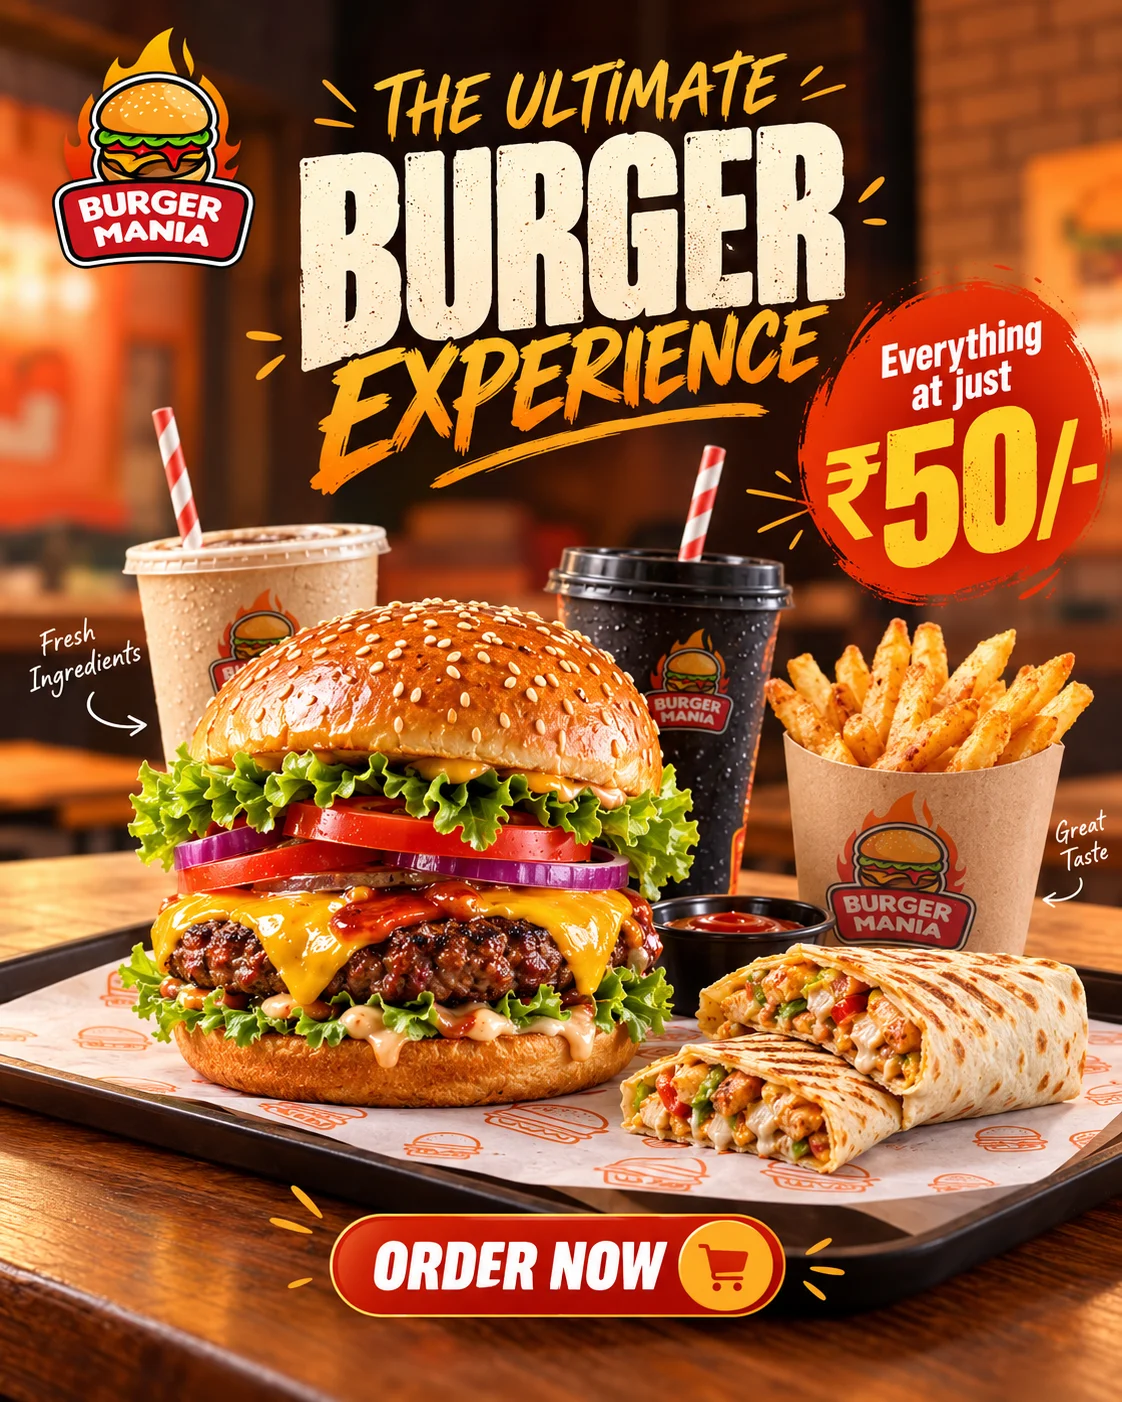 BURGER
MANIA
THE ULTIMATE
BURGER
EXPERIENCE
Everything
at just
₹50/-
Fresh
Ingredients
BURGER
MANIA
BURGER
MANIA
Great
Taste
ORDER NOW